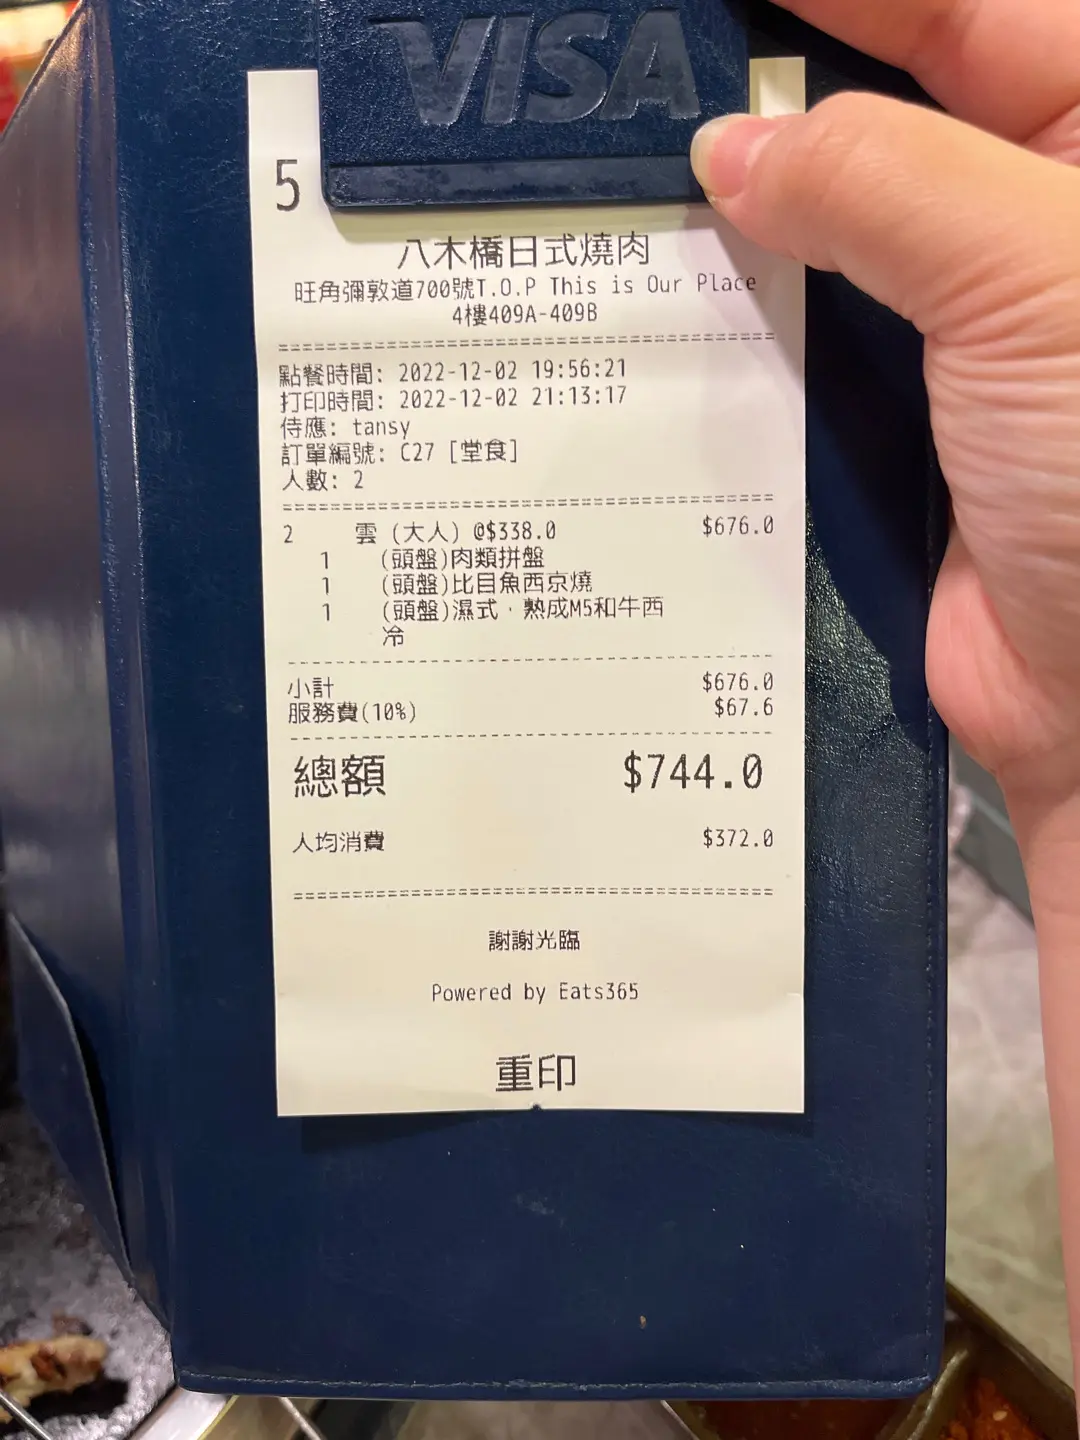 VISA
5
八木橋日式燒肉
旺角彌敦道700號T.O.P This is Our Place
4樓409A-409B
點餐時間: 2022-12-02 19:56:21
打印時間: 2022-12-02 21:13:17
侍應: tansy
訂單編號: C27 [堂食]
人數: 2
2 雲 (大人) @$338.0 $676.0
1 (頭盤)肉類拼盤
1 (頭盤)比目魚西京燒
1 (頭盤)濕式﹑熟成M5和牛西
冷
小計 $676.0
服務費(10%) $67.6
總額 $744.0
人均消費 $372.0
謝謝光臨
Powered by Eats365
重印